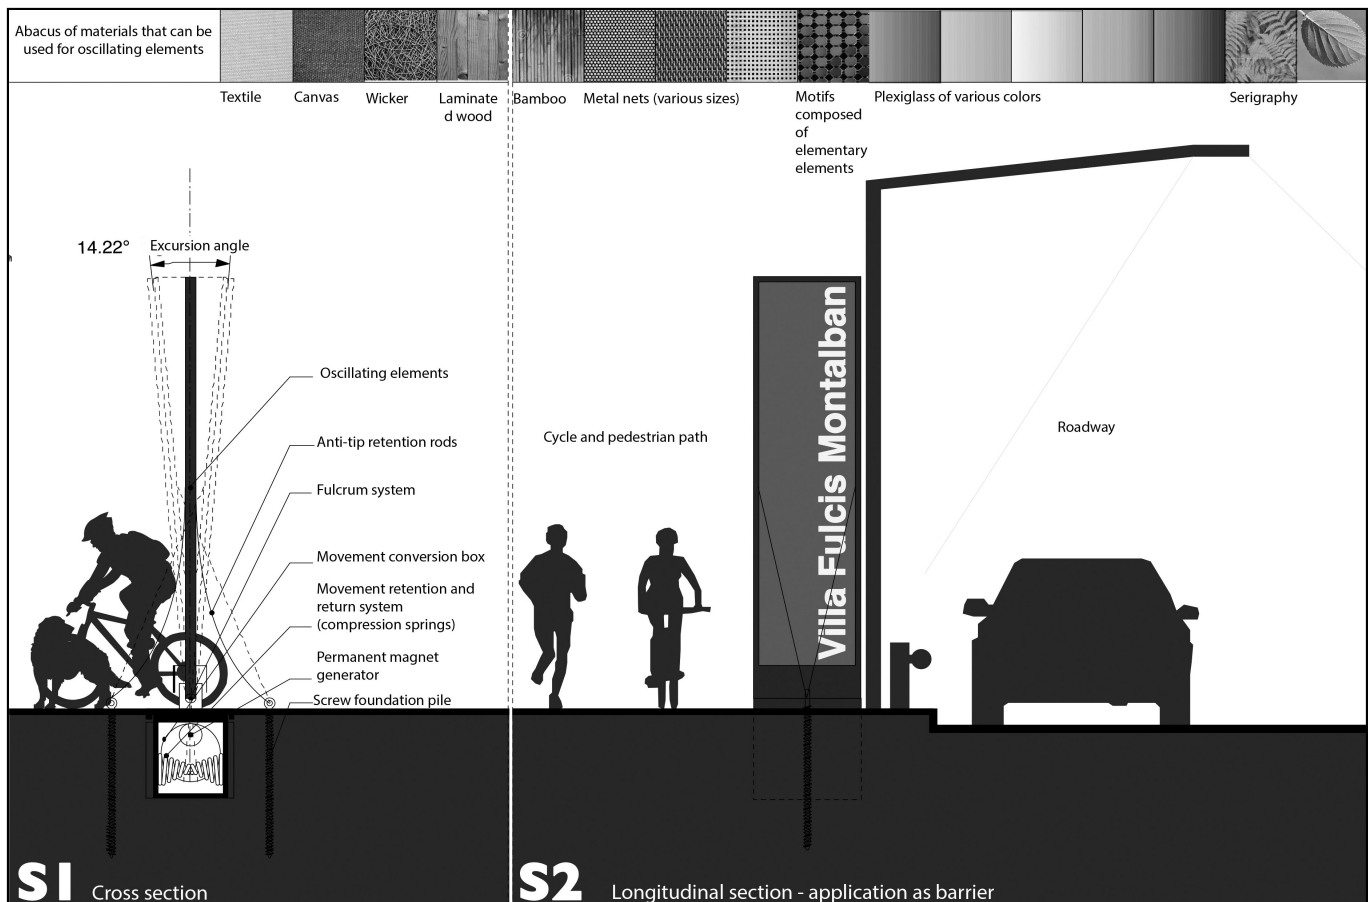 Abacus of materials that can be
used for oscillating elements
Textile
Canvas
Wicker
Laminate
d wood
Bamboo
Metal nets (various sizes)
Motifs
composed
of
elementary
elements
Plexiglass of various colors
Serigraphy
14.22°
Excursion angle
Oscillating elements
Anti-tip retention rods
Fulcrum system
Movement conversion box
Movement retention and
return system
(compression springs)
Permanent magnet
generator
Screw foundation pile
Cycle and pedestrian path
Villa Fulcis Montalban
Roadway
S1 Cross section
S2 Longitudinal section - application as barrier